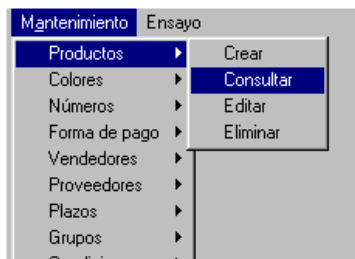 Mantenimiento Ensayo
Productos Crear
Colores Consultar
Números Editar
Forma de pago Eliminar
Vendedores
Proveedores
Plazos
Grupos